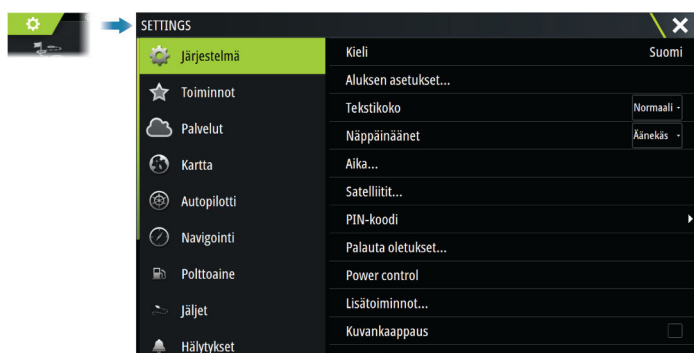 SETTINGS
Järjestelmä
Toiminnot
Palvelut
Kartta
Autopilotti
Navigointi
Polttoaine
Jäljet
Hälytykset
Kieli Suomi
Aluksen asetukset...
Tekstikoko Normaali
Näppäinäänet Äänekäs
Aika...
Satelliitit...
PIN-koodi
Palauta oletukset...
Power control
Lisätoiminnot...
Kuvankaappaus